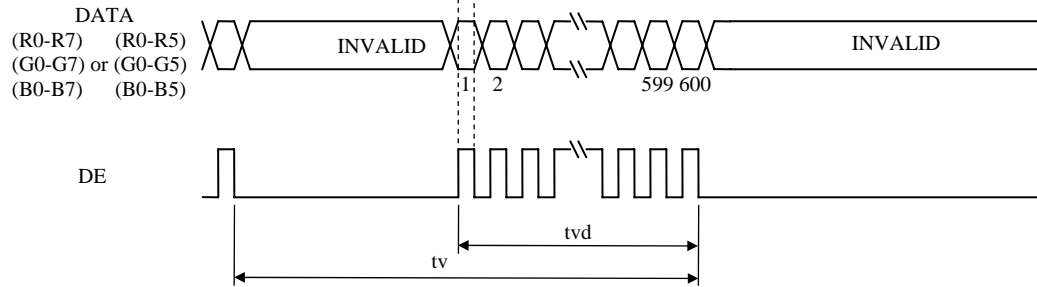 DATA
(R0-R7) (R0-R5)
(G0-G7) or (G0-G5)
(B0-B7) (B0-B5)
INVALID
INVALID
1 2 599 600
DE
tvd
tv